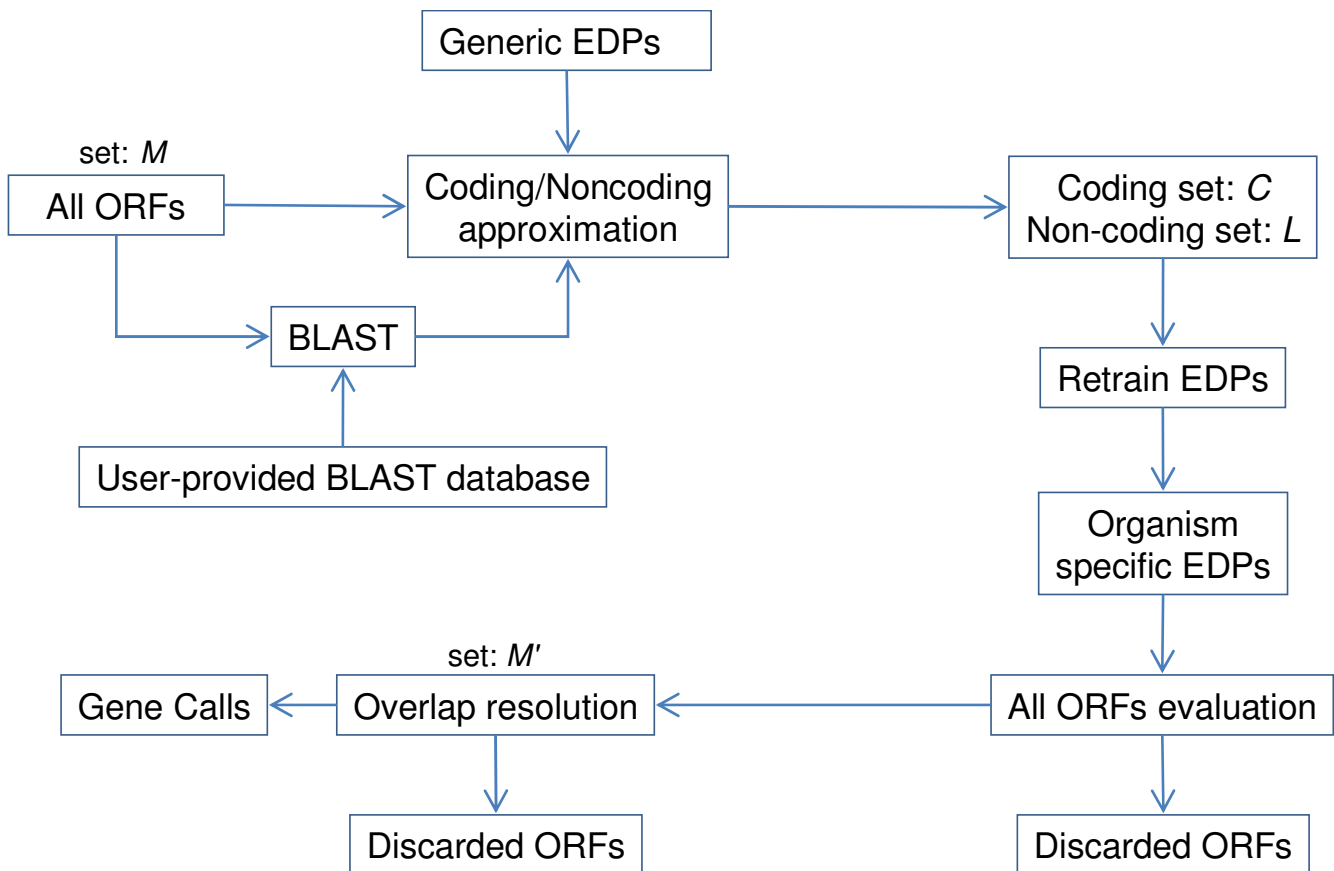 Generic EDPs
set: M
All ORFs
Coding/Noncoding
approximation
Coding set: C
Non-coding set: L
BLAST
Retrain EDPs
User-provided BLAST database
Organism
specific EDPs
set: M'
Gene Calls
Overlap resolution
All ORFs evaluation
Discarded ORFs
Discarded ORFs